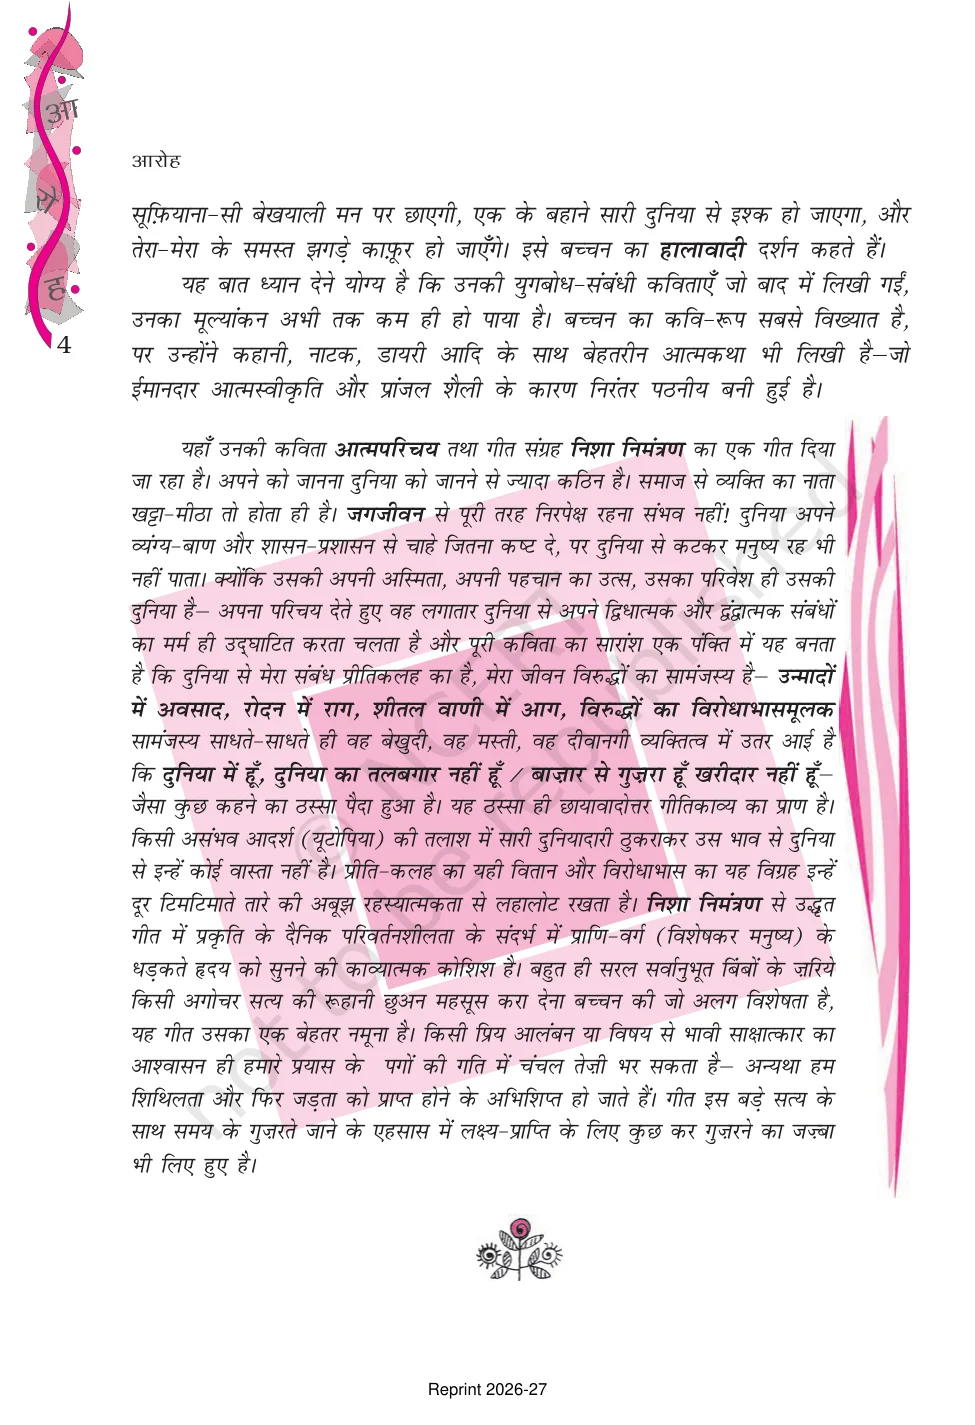 आ
रो
ह
4
आरोह
सूफ़ियाना-सी बेखयाली मन पर छाएगी, एक के बहाने सारी दुनिया से इश्क हो जाएगा, और
तेरा-मेरा के समस्त झगड़े काफ़ूर हो जाएँगे। इसे बच्चन का हालावादी दर्शन कहते हैं।
यह बात ध्यान देने योग्य है कि उनकी युगबोध-संबंधी कविताएँ जो बाद में लिखी गईं,
उनका मूल्यांकन अभी तक कम ही हो पाया है। बच्चन का कवि-रूप सबसे विख्यात है,
पर उन्होंने कहानी, नाटक, डायरी आदि के साथ बेहतरीन आत्मकथा भी लिखी है—जो
ईमानदार आत्मस्वीकृति और प्रांजल शैली के कारण निरंतर पठनीय बनी हुई है।
यहाँ उनकी कविता आत्मपरिचय तथा गीत संग्रह निशा निमंत्रण का एक गीत दिया
जा रहा है। अपने को जानना दुनिया को जानने से ज्यादा कठिन है। समाज से व्यक्ति का नाता
खट्टा-मीठा तो होता ही है। जगजीवन से पूरी तरह निरपेक्ष रहना संभव नहीं! दुनिया अपने
व्यंग्य-बाण और शासन-प्रशासन से चाहे जितना कष्ट दे, पर दुनिया से कटकर मनुष्य रह भी
नहीं पाता। क्योंकि उसकी अपनी अस्मिता, अपनी पहचान का उत्स, उसका परिवेश ही उसकी
दुनिया है— अपना परिचय देते हुए वह लगातार दुनिया से अपने द्विधात्मक और द्वंद्वात्मक संबंधों
का मर्म ही उद्घाटित करता चलता है और पूरी कविता का सारांश एक पंक्ति में यह बनता
है कि दुनिया से मेरा संबंध प्रीतिकलह का है, मेरा जीवन विरुद्धों का सामंजस्य है— उन्मादों
में अवसाद, रोदन में राग, शीतल वाणी में आग, विरुद्धों का विरोधाभासमूलक
सामंजस्य साधते-साधते ही वह बेखुदी, वह मस्ती, वह दीवानगी व्यक्तित्व में उतर आई है
कि दुनिया में हूँ, दुनिया का तलबगार नहीं हूँ / बाज़ार से गुज़रा हूँ खरीदार नहीं हूँ—
जैसा कुछ कहने का ठस्सा पैदा हुआ है। यह ठस्सा ही छायावादोत्तर गीतिकाव्य का प्राण है।
किसी असंभव आदर्श (यूटोपिया) की तलाश में सारी दुनियादारी ठुकराकर उस भाव से दुनिया
से इन्हें कोई वास्ता नहीं है। प्रीति-कलह का यही वितान और विरोधाभास का यह विग्रह इन्हें
दूर टिमटिमाते तारे की अबूझ रहस्यात्मकता से लहालोट रखता है। निशा निमंत्रण से उद्धृत
गीत में प्रकृति के दैनिक परिवर्तनशीलता के संदर्भ में प्राणि-वर्ग (विशेषकर मनुष्य) के
धड़कते हृदय को सुनने की काव्यात्मक कोशिश है। बहुत ही सरल सर्वानुभूत बिंबों के ज़रिये
किसी अगोचर सत्य की रूहानी छुअन महसूस करा देना बच्चन की जो अलग विशेषता है,
यह गीत उसका एक बेहतर नमूना है। किसी प्रिय आलंबन या विषय से भावी साक्षात्कार का
आश्वासन ही हमारे प्रयास के पगों की गति में चंचल तेजी भर सकता है— अन्यथा हम
शिथिलता और फिर जड़ता को प्राप्त होने के अभिशिप्त हो जाते हैं। गीत इस बड़े सत्य के
साथ समय के गुज़रते जाने के एहसास में लक्ष्य-प्राप्ति के लिए कुछ कर गुज़रने का जज़्बा
भी लिए हुए है।
© NCERT
not to be republished
Reprint 2026-27